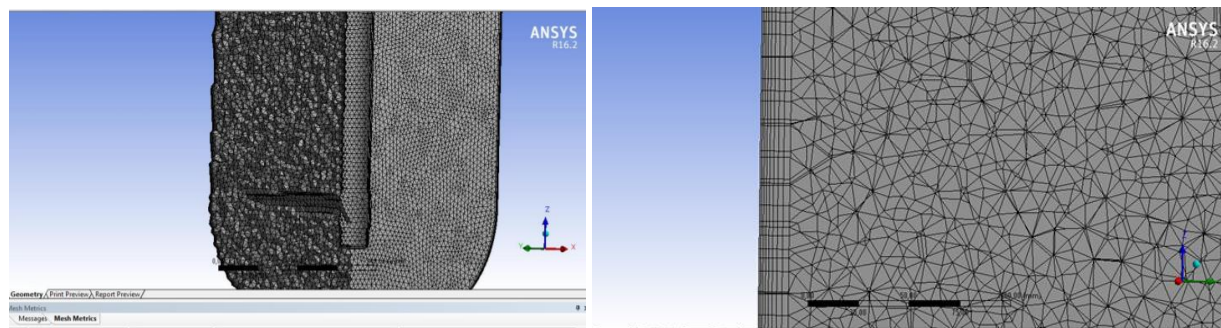 ANSYS
R16.2
Z
Y
X
Geometry Print Preview Report Preview
Mesh Metrics
Messages Mesh Metrics
ANSYS
R16.2